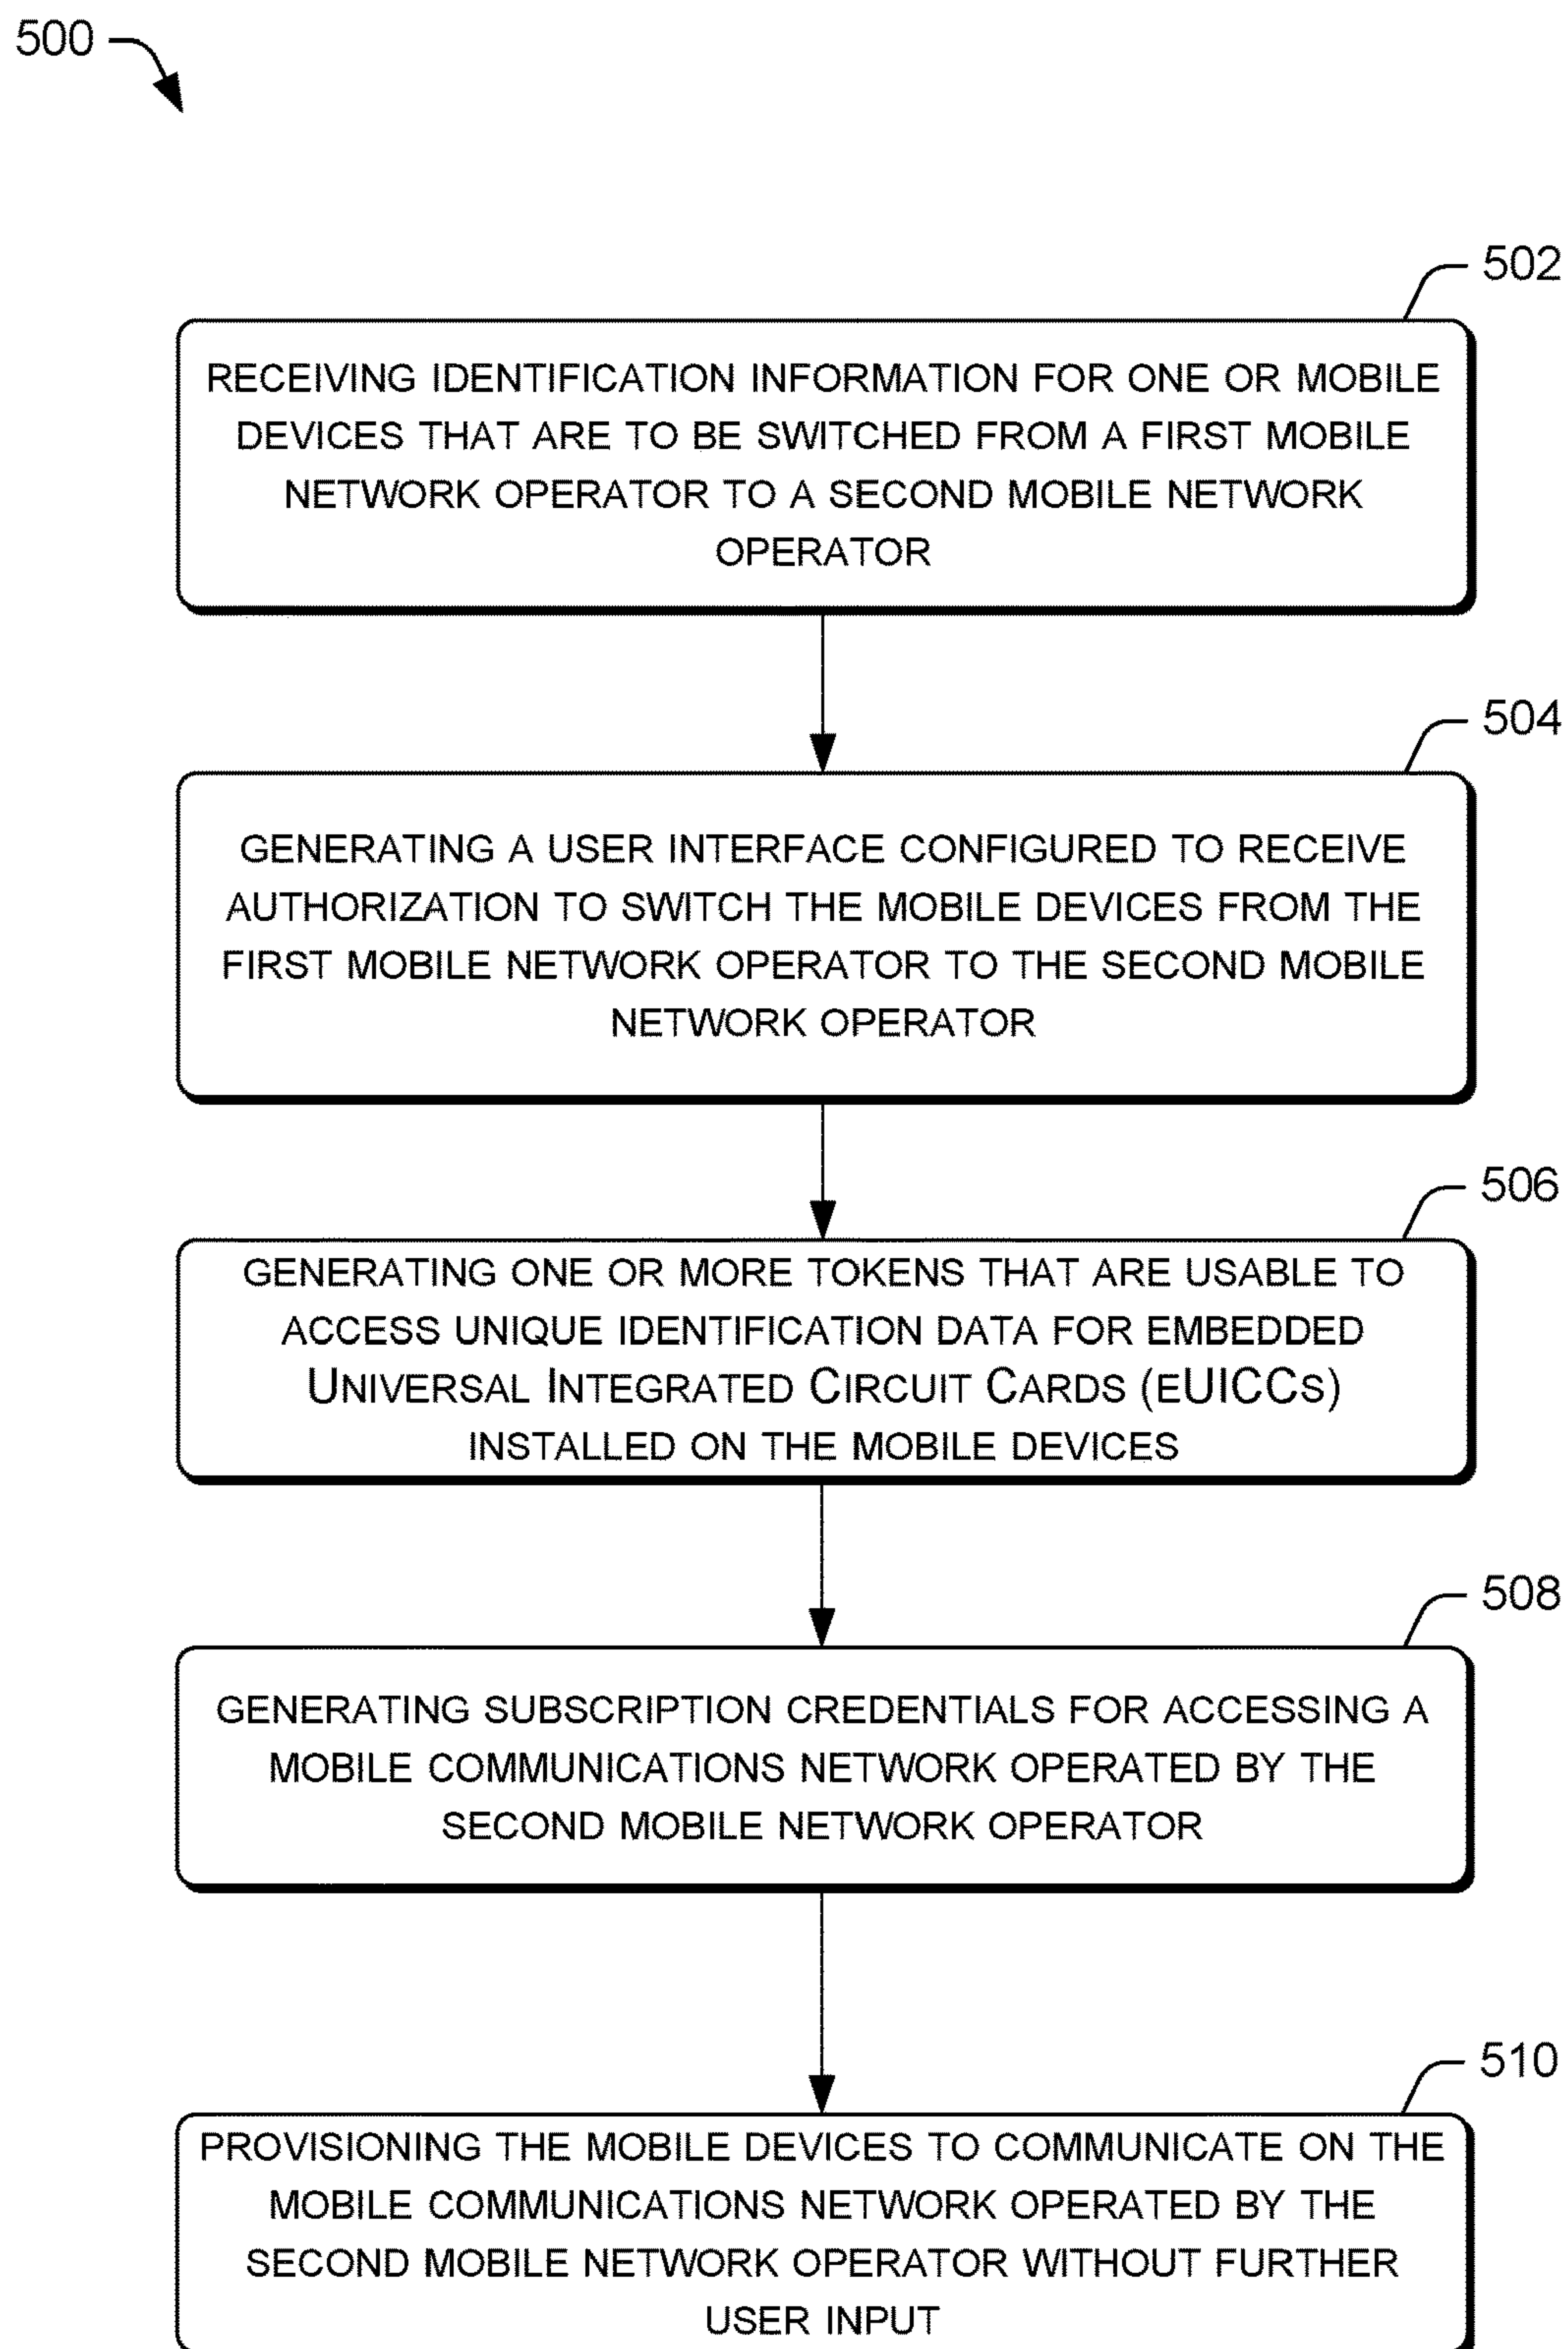 500
502
RECEIVING IDENTIFICATION INFORMATION FOR ONE OR MOBILE
DEVICES THAT ARE TO BE SWITCHED FROM A FIRST MOBILE
NETWORK OPERATOR TO A SECOND MOBILE NETWORK
OPERATOR
504
GENERATING A USER INTERFACE CONFIGURED TO RECEIVE
AUTHORIZATION TO SWITCH THE MOBILE DEVICES FROM THE
FIRST MOBILE NETWORK OPERATOR TO THE SECOND MOBILE
NETWORK OPERATOR
506
GENERATING ONE OR MORE TOKENS THAT ARE USABLE TO
ACCESS UNIQUE IDENTIFICATION DATA FOR EMBEDDED
UNIVERSAL INTEGRATED CIRCUIT CARDS (EUICCS)
INSTALLED ON THE MOBILE DEVICES
508
GENERATING SUBSCRIPTION CREDENTIALS FOR ACCESSING A
MOBILE COMMUNICATIONS NETWORK OPERATED BY THE
SECOND MOBILE NETWORK OPERATOR
510
PROVISIONING THE MOBILE DEVICES TO COMMUNICATE ON THE
MOBILE COMMUNICATIONS NETWORK OPERATED BY THE
SECOND MOBILE NETWORK OPERATOR WITHOUT FURTHER
USER INPUT